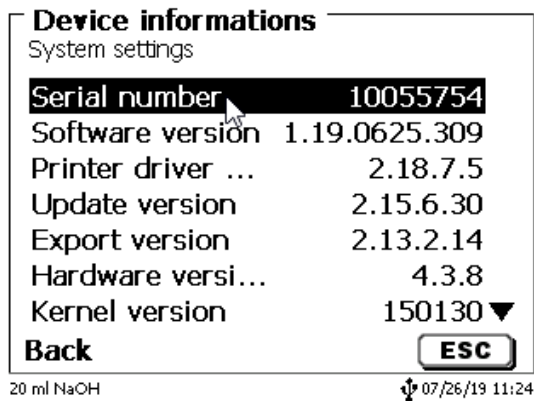 Device informations
System settings
Serial number 10055754
Software version 1.19.0625.309
Printer driver ... 2.18.7.5
Update version 2.15.6.30
Export version 2.13.2.14
Hardware versi... 4.3.8
Kernel version 150130
Back ESC
20 ml NaOH 07/26/19 11:24